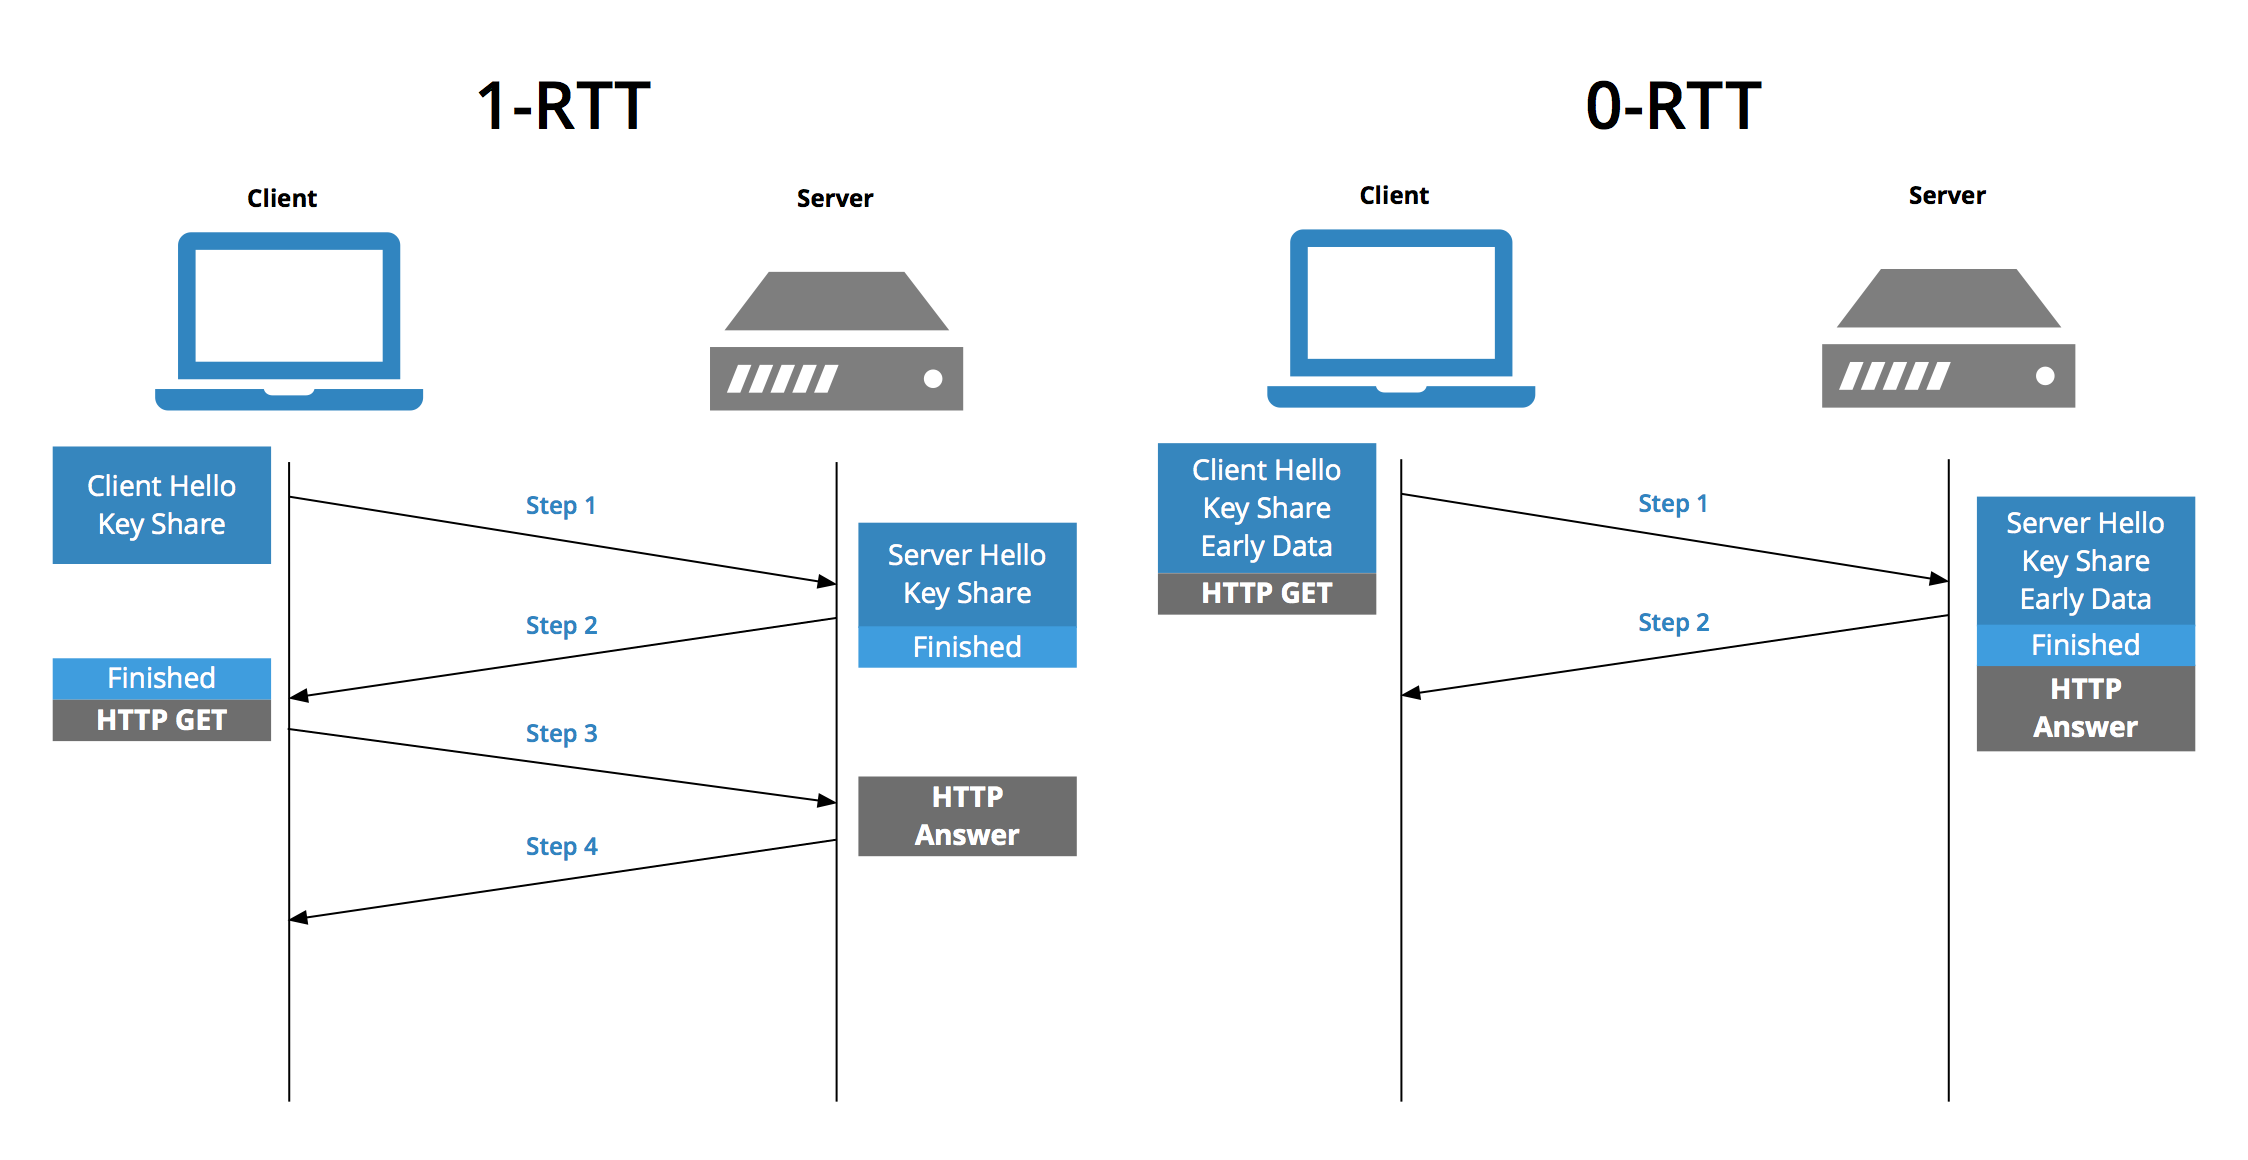 1-RTT
Client
Server
Client Hello
Key Share
Step 1
Server Hello
Key Share
Finished
Step 2
Finished
HTTP GET
Step 3
HTTP
Answer
Step 4
0-RTT
Client
Server
Client Hello
Key Share
Early Data
HTTP GET
Step 1
Server Hello
Key Share
Early Data
Finished
HTTP
Answer
Step 2